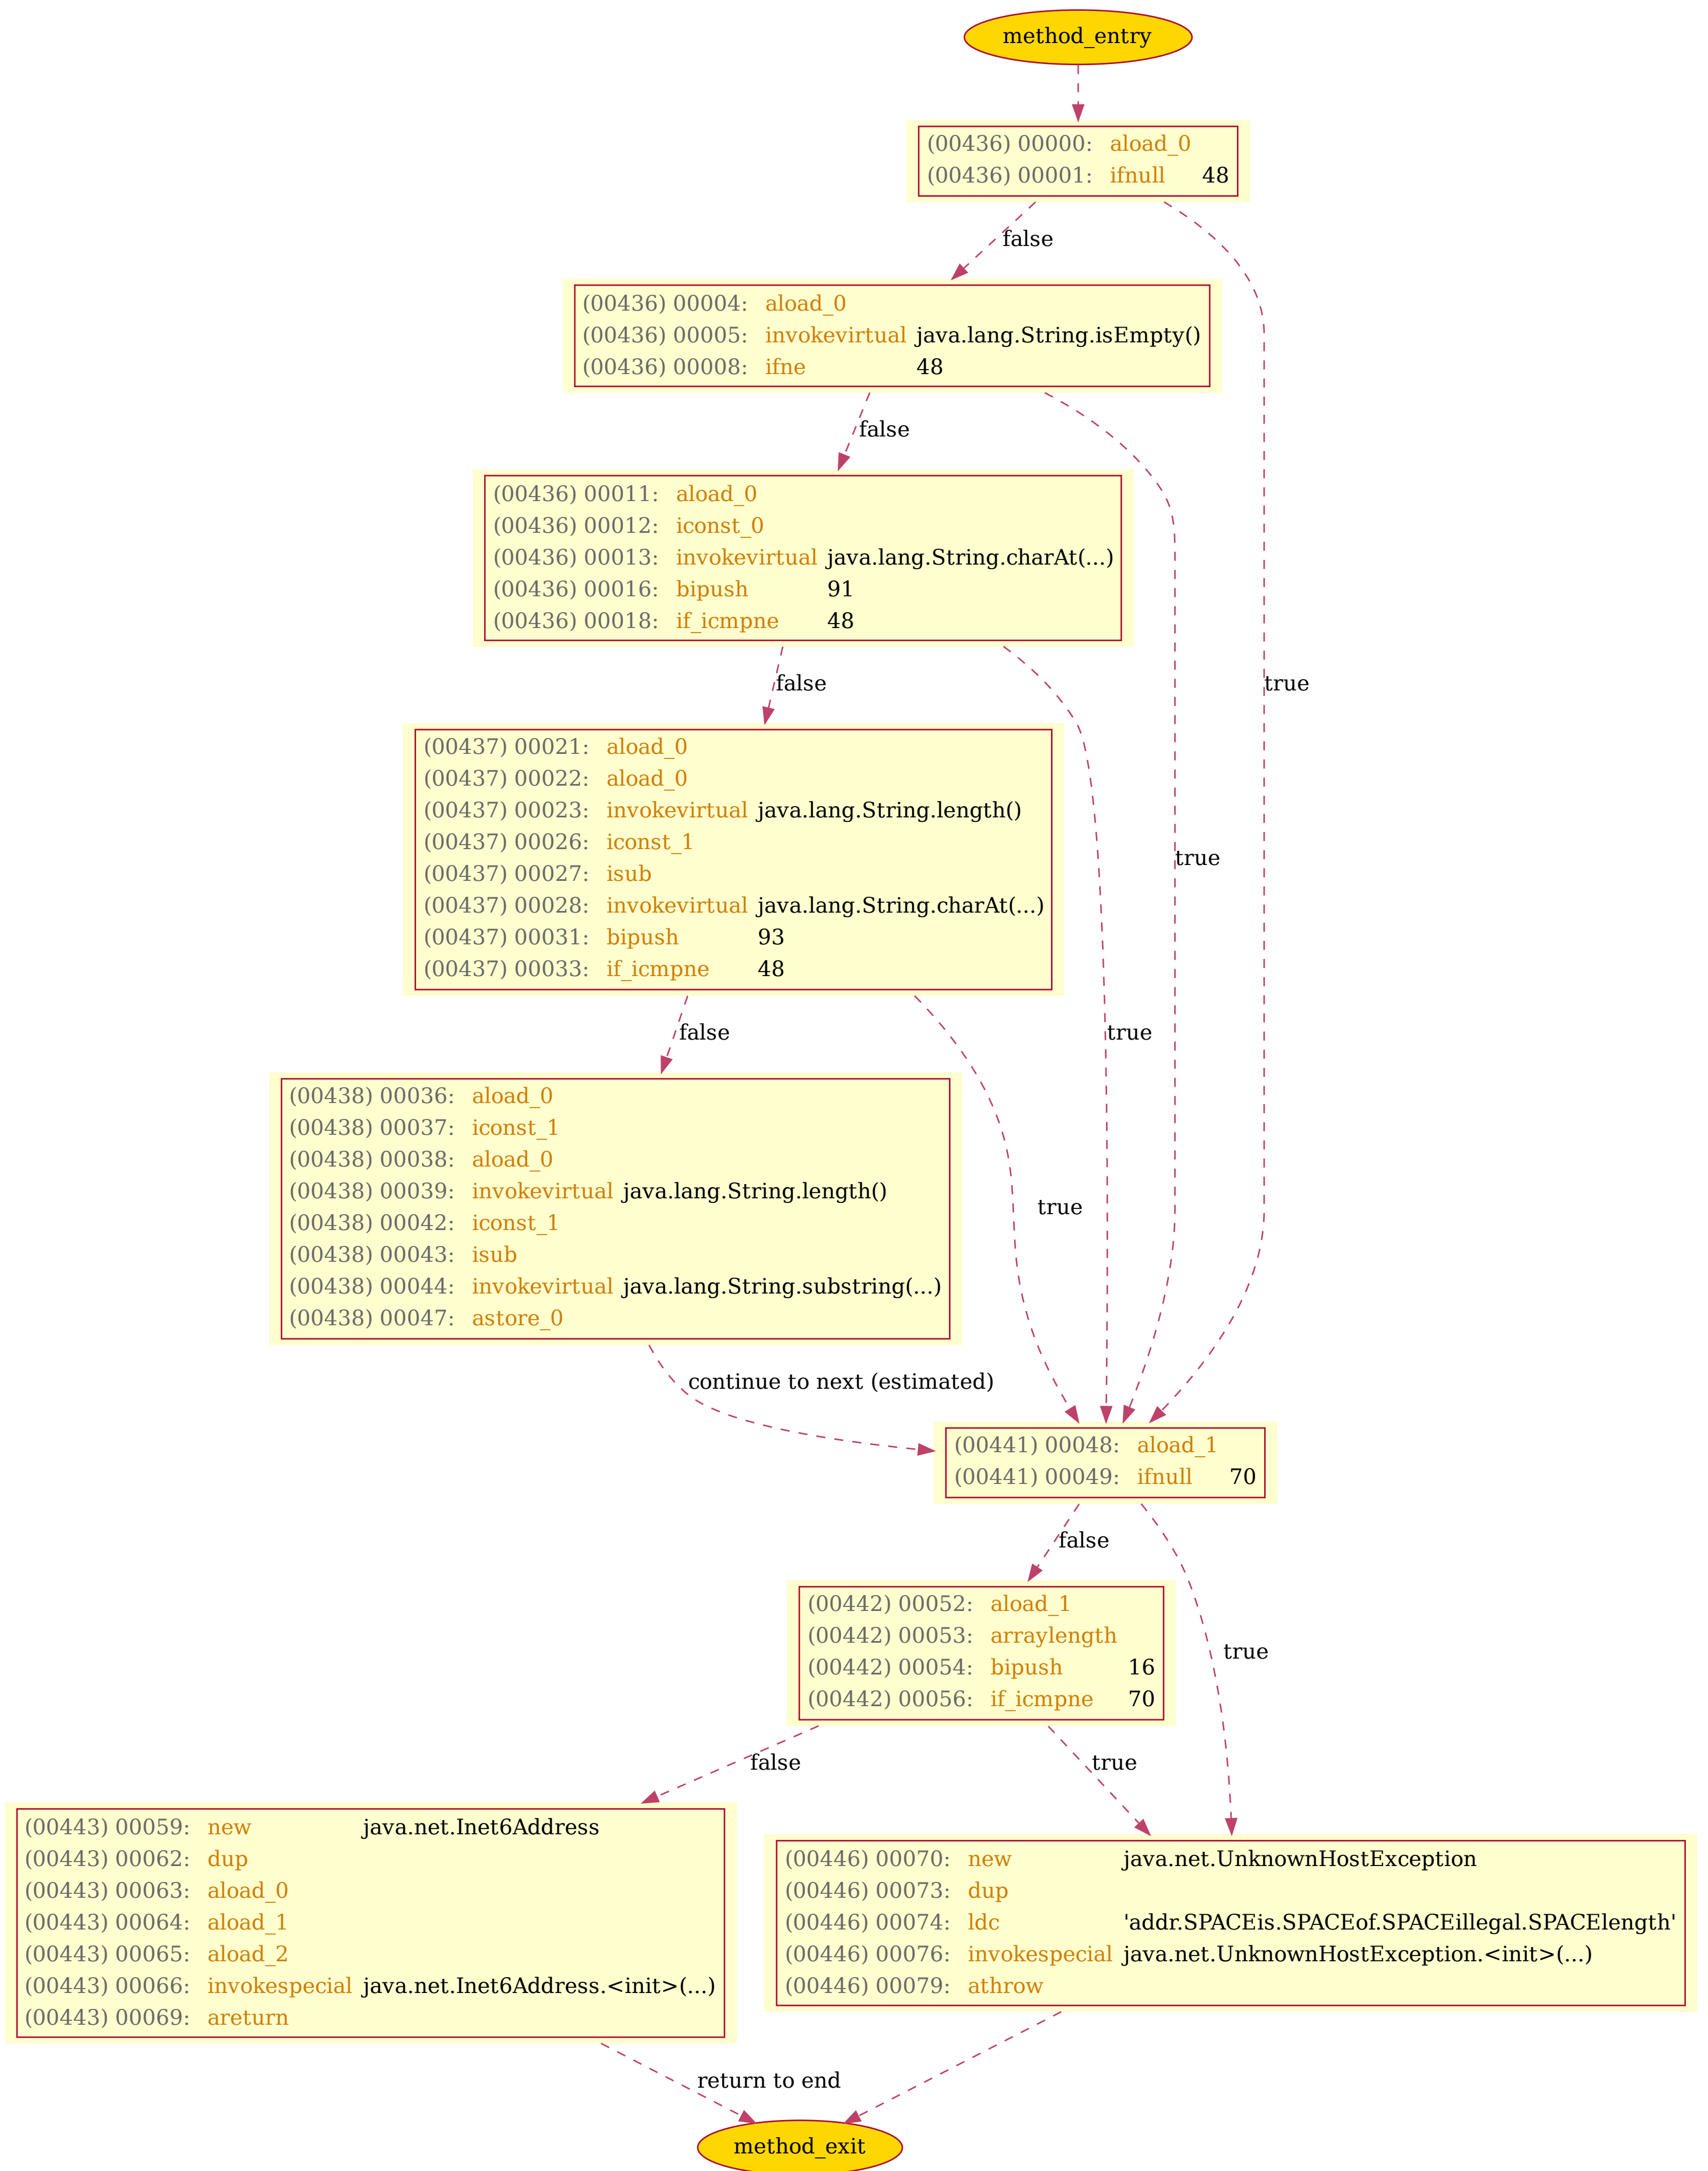 method_entry
(00436) 00000: aload_0
(00436) 00001: ifnull 48
false
true
(00436) 00004: aload_0
(00436) 00005: invokevirtual java.lang.String.isEmpty()
(00436) 00008: ifne 48
false
true
(00436) 00011: aload_0
(00436) 00012: iconst_0
(00436) 00013: invokevirtual java.lang.String.charAt(...)
(00436) 00016: bipush 91
(00436) 00018: if_icmpne 48
false
true
(00437) 00021: aload_0
(00437) 00022: aload_0
(00437) 00023: invokevirtual java.lang.String.length()
(00437) 00026: iconst_1
(00437) 00027: isub
(00437) 00028: invokevirtual java.lang.String.charAt(...)
(00437) 00031: bipush 93
(00437) 00033: if_icmpne 48
false
true
(00438) 00036: aload_0
(00438) 00037: iconst_1
(00438) 00038: aload_0
(00438) 00039: invokevirtual java.lang.String.length()
(00438) 00042: iconst_1
(00438) 00043: isub
(00438) 00044: invokevirtual java.lang.String.substring(...)
(00438) 00047: astore_0
continue to next (estimated)
(00441) 00048: aload_1
(00441) 00049: ifnull 70
false
true
(00442) 00052: aload_1
(00442) 00053: arraylength
(00442) 00054: bipush 16
(00442) 00056: if_icmpne 70
false
true
(00443) 00059: new java.net.Inet6Address
(00443) 00062: dup
(00443) 00063: aload_0
(00443) 00064: aload_1
(00443) 00065: aload_2
(00443) 00066: invokespecial java.net.Inet6Address.<init>(...)
(00443) 00069: areturn
(00446) 00070: new java.net.UnknownHostException
(00446) 00073: dup
(00446) 00074: ldc 'addr.SPACEis.SPACEof.SPACEillegal.SPACElength'
(00446) 00076: invokespecial java.net.UnknownHostException.<init>(...)
(00446) 00079: athrow
return to end
method_exit